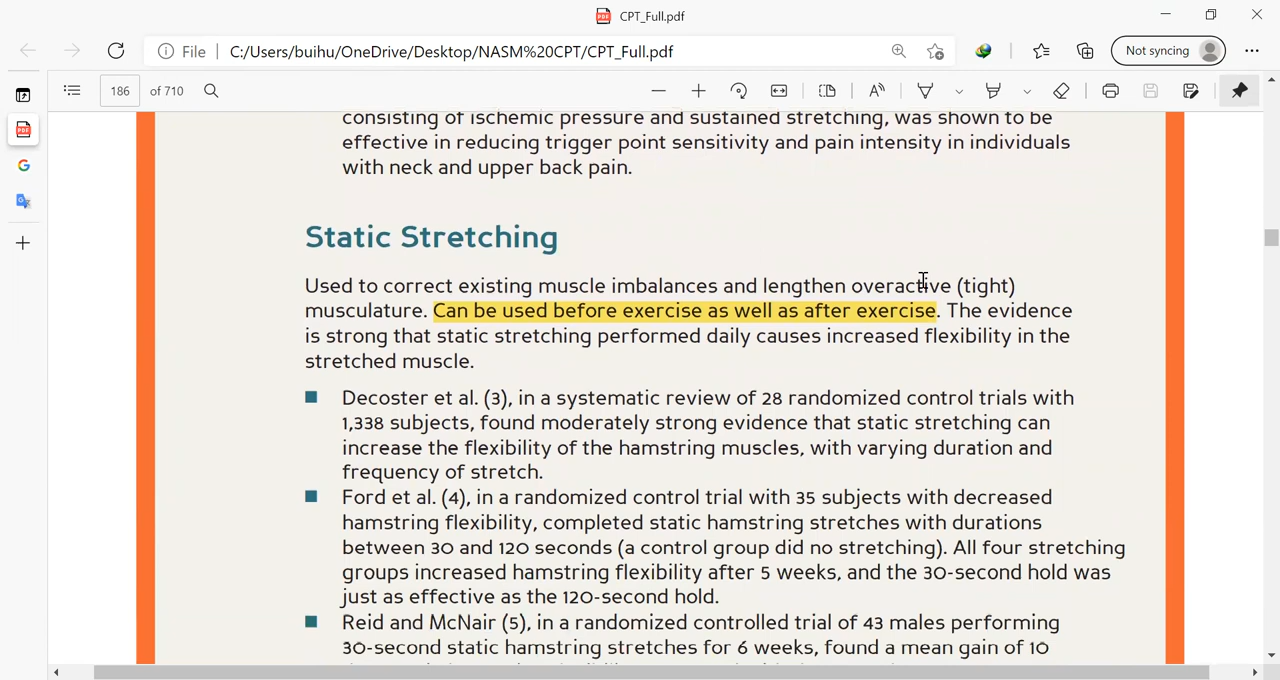 CPT_Full.pdf
File C:/Users/buihu/OneDrive/Desktop/NASM%20CPT/CPT_Full.pdf Not syncing
186 of 710
consisting of ischemic pressure and sustained stretching, was shown to be
effective in reducing trigger point sensitivity and pain intensity in individuals
with neck and upper back pain.
Static Stretching
Used to correct existing muscle imbalances and lengthen overactive (tight)
musculature. Can be used before exercise as well as after exercise. The evidence
is strong that static stretching performed daily causes increased flexibility in the
stretched muscle.
Decoster et al. (3), in a systematic review of 28 randomized control trials with
1,338 subjects, found moderately strong evidence that static stretching can
increase the flexibility of the hamstring muscles, with varying duration and
frequency of stretch.
Ford et al. (4), in a randomized control trial with 35 subjects with decreased
hamstring flexibility, completed static hamstring stretches with durations
between 30 and 120 seconds (a control group did no stretching). All four stretching
groups increased hamstring flexibility after 5 weeks, and the 30-second hold was
just as effective as the 120-second hold.
Reid and McNair (5), in a randomized controlled trial of 43 males performing
30-second static hamstring stretches for 6 weeks, found a mean gain of 10